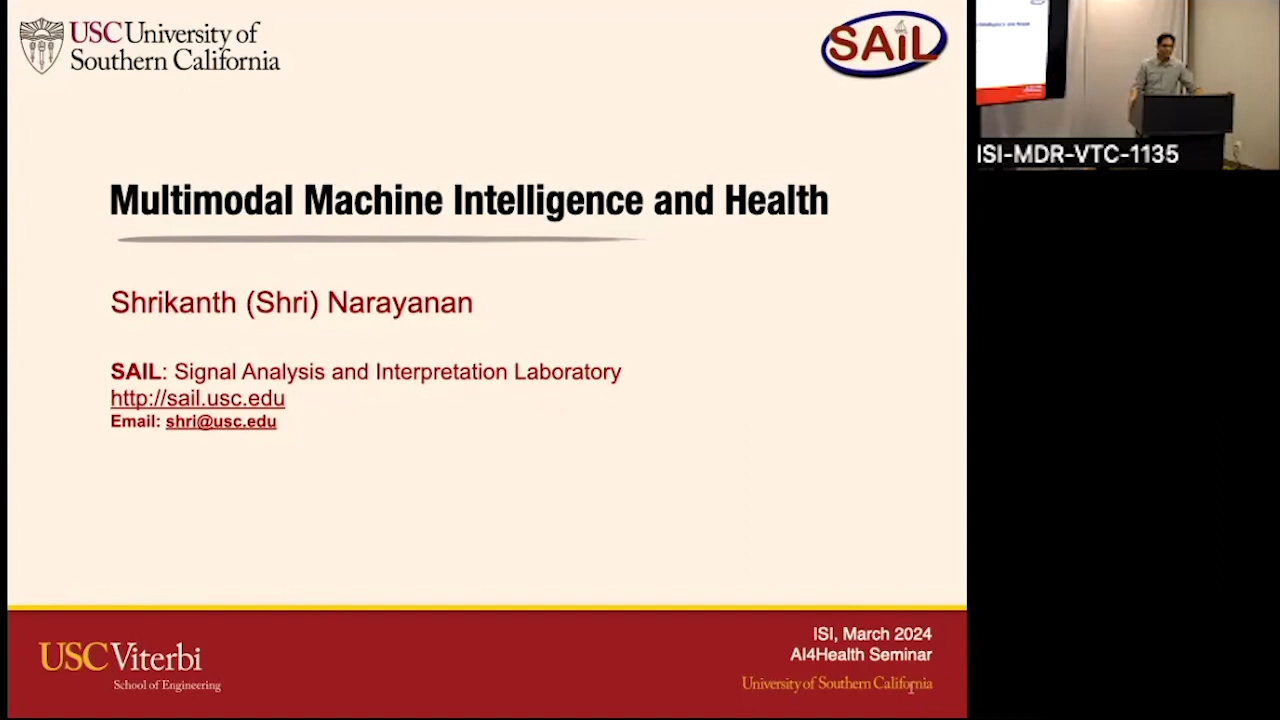 USC University of
Southern California
SAiL
Multimodal Machine Intelligence and Health
Shrikanth (Shri) Narayanan
SAIL: Signal Analysis and Interpretation Laboratory
http://sail.usc.edu
Email: shri@usc.edu
USC Viterbi
School of Engineering
ISI, March 2024
AI4Health Seminar
University of Southern California
ISI-MDR-VTC-1135